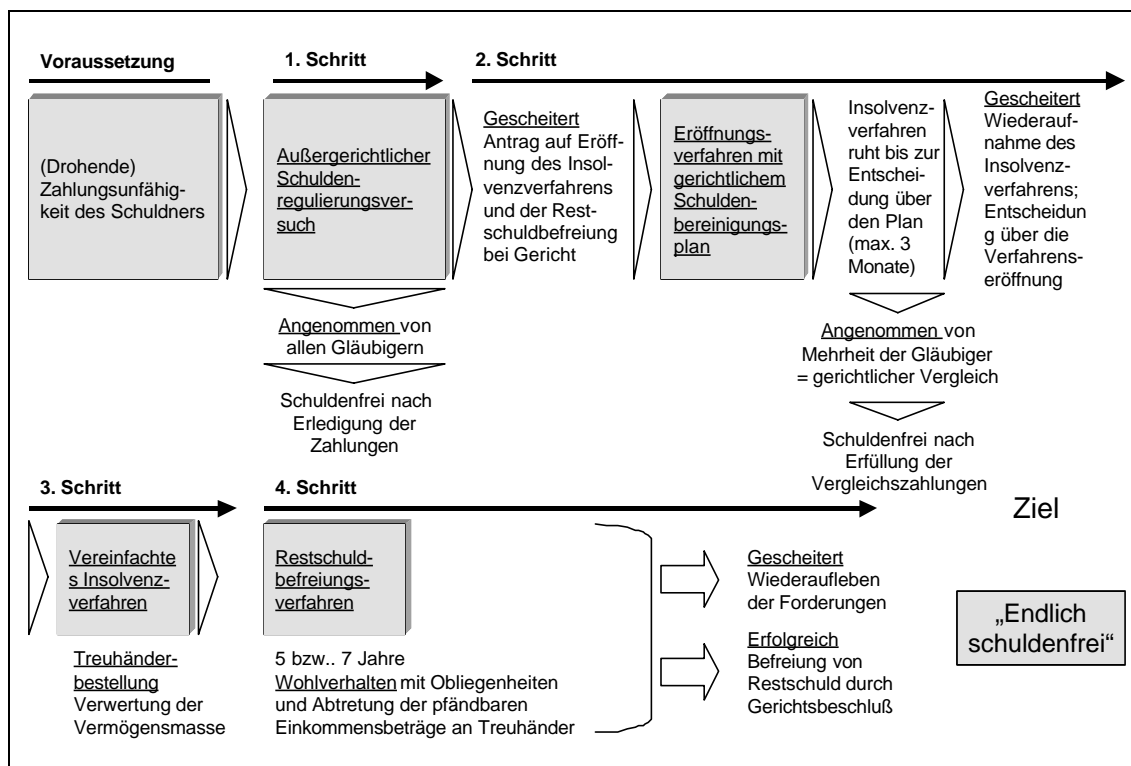 Voraussetzung
1. Schritt
2. Schritt
(Drohende)
Zahlungsunfähig-
keit des Schuldners
Außergerichtlicher
Schulden-
regulierungsver-
such
Gescheitert
Antrag auf Eröff-
nung des Insol-
venzverfahrens
und der Rest-
schuldbefreiung
bei Gericht
Eröffnungs-
verfahren mit
gerichtlichem
Schulden-
bereinigungs-
plan
Insolvenz-
verfahren
ruht bis zur
Entschei-
dung über
den Plan
(max. 3
Monate)
Gescheitert
Wiederauf-
nahme des
Insolvenz-
verfahrens;
Entscheidun
g über die
Verfahrens-
eröffnung
Angenommen von
allen Gläubigern
Schuldenfrei nach
Erledigung der
Zahlungen
Angenommen von
Mehrheit der Gläubiger
= gerichtlicher Vergleich
Schuldenfrei nach
Erfüllung der
Vergleichszahlungen
3. Schritt
4. Schritt
Ziel
Vereinfachte
s Insolvenz-
verfahren
Restschuld-
befreiungs-
verfahren
Treuhänder-
bestellung
Verwertung der
Vermögensmasse
5 bzw.. 7 Jahre
Wohlverhalten mit Obliegenheiten
und Abtretung der pfändbaren
Einkommensbeträge an Treuhänder
Gescheitert
Wiederaufleben
der Forderungen
Erfolgreich
Befreiung von
Restschuld durch
Gerichtsbeschluß
„Endlich
schuldenfrei“